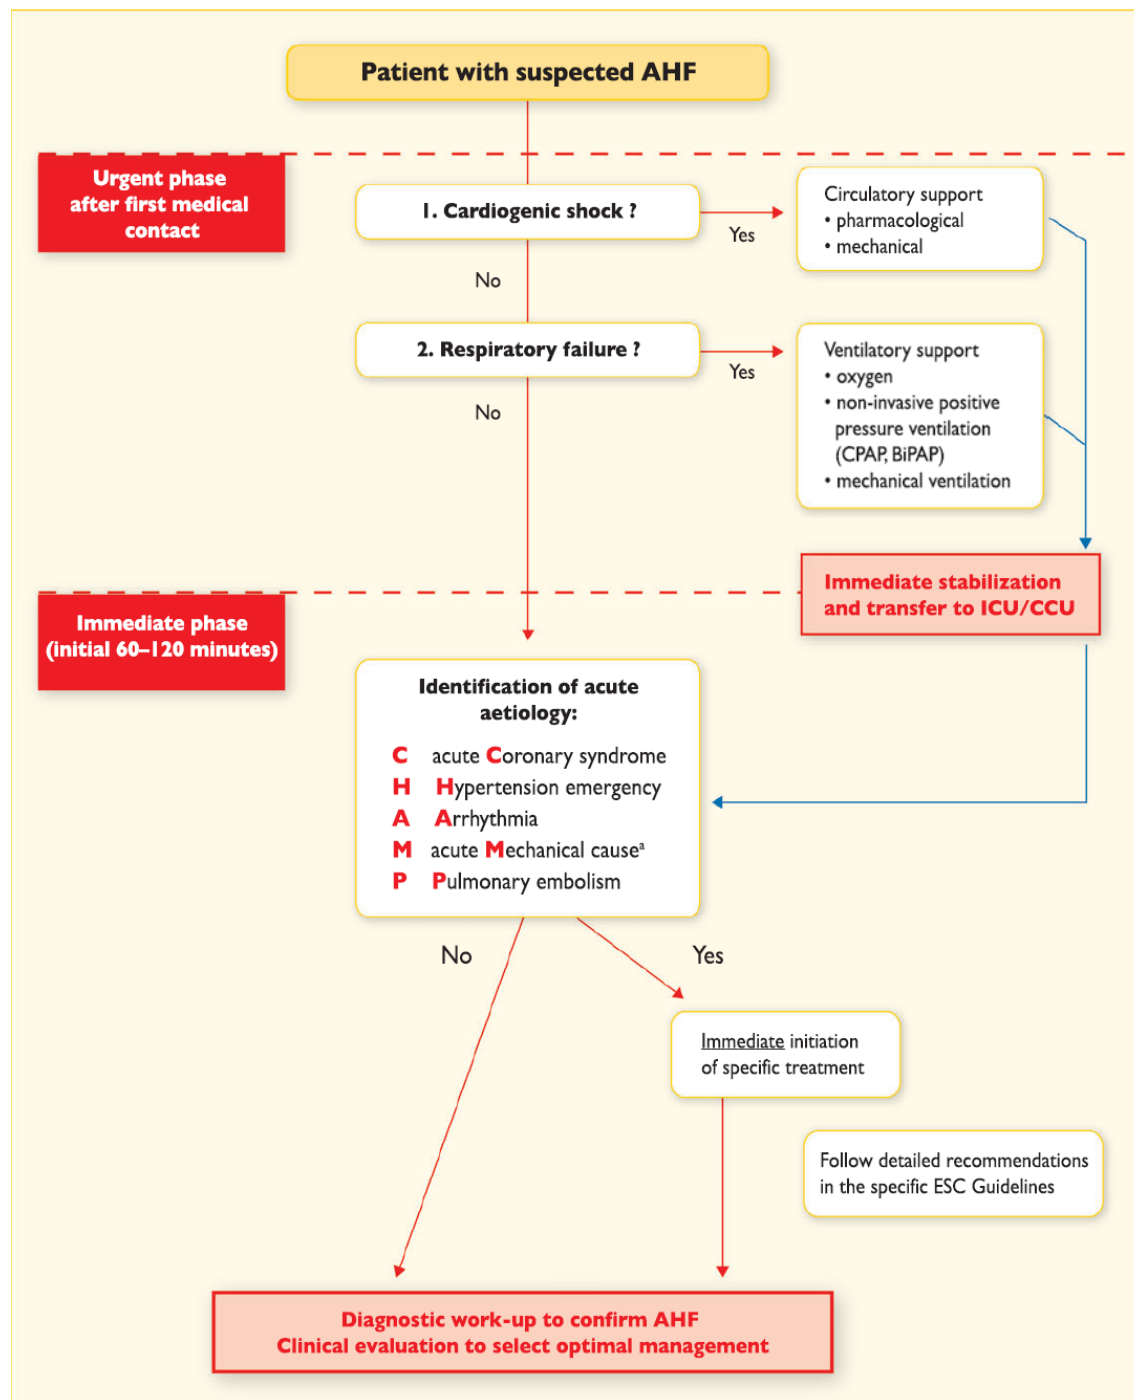 Patient with suspected AHF
Urgent phase
after first medical
contact
1. Cardiogenic shock ?
Yes
Circulatory support
• pharmacological
• mechanical
No
2. Respiratory failure ?
Yes
Ventilatory support
• oxygen
• non-invasive positive
pressure ventilation
(CPAP, BiPAP)
• mechanical ventilation
No
Immediate stabilization
and transfer to ICU/CCU
Immediate phase
(initial 60–120 minutes)
Identification of acute
aetiology:
C acute Coronary syndrome
H Hypertension emergency
A Arrhythmia
M acute Mechanical causeᵃ
P Pulmonary embolism
No
Yes
Immediate initiation
of specific treatment
Follow detailed recommendations
in the specific ESC Guidelines
Diagnostic work-up to confirm AHF
Clinical evaluation to select optimal management